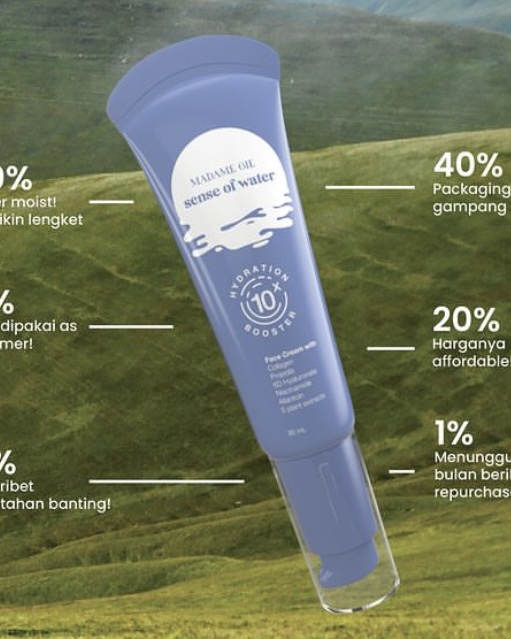 0%
er moist!
ikin lengket
%
dipakai as
mer!
%
ribet
tahan banting!
MADAME GIE
sense of water
HYDRATION
10x
BOOSTER
Face Cream with
Collagen
Propolis
4D Hyaluronate
Niacinamide
Allantoin
5 plant extracts
30 mL
40%
Packaging
gampang
20%
Harganya
affordable!
1%
Menunggu
bulan beri
repurchas